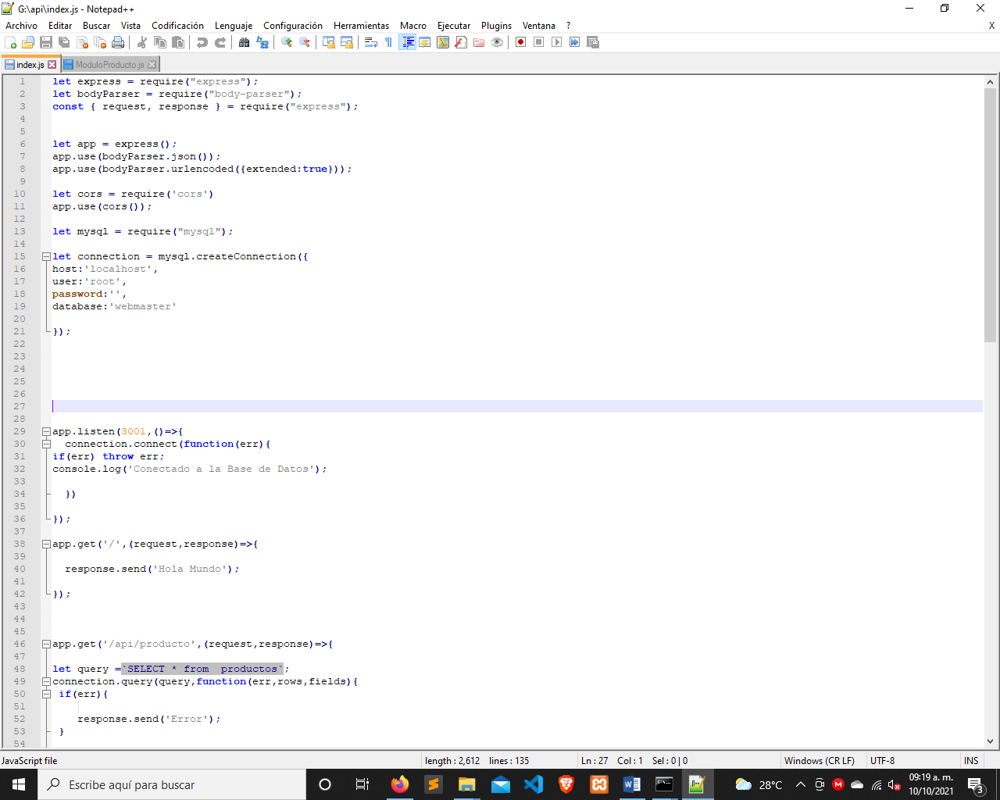 G:\api\index.js - Notepad++
Archivo Editar Buscar Vista Codificación Lenguaje Configuración Herramientas Macro Ejecutar Plugins Ventana ? X
index.js ModuloProducto.js
1 let express = require("express");
2 let bodyParser = require("body-parser");
3 const { request, response } = require("express");
4
5
6 let app = express();
7 app.use(bodyParser.json());
8 app.use(bodyParser.urlencoded({extended:true}));
9
10 let cors = require('cors')
11 app.use(cors());
12
13 let mysql = require("mysql");
14
15 let connection = mysql.createConnection({
16 host:'localhost',
17 user:'root',
18 password:'',
19 database:'webmaster'
20
21 });
22
23
24
25
26
27
28
29 app.listen(3001,()=>{
30 connection.connect(function(err){
31 if(err) throw err;
32 console.log('Conectado a la Base de Datos');
33
34 })
35
36 });
37
38 app.get('/',(request,response)=>{
39
40 response.send('Hola Mundo');
41
42 });
43
44
45
46 app.get('/api/producto',(request,response)=>{
47
48 let query =`SELECT * from  productos`;
49 connection.query(query,function(err,rows,fields){
50 if(err){
51
52 response.send('Error');
53 }
54
JavaScript file length : 2,612 lines : 135 Ln : 27 Col : 1 Sel : 0 | 0 Windows (CR LF) UTF-8 INS
Escribe aquí para buscar 28°C 09:19 a. m.
10/10/2021 3